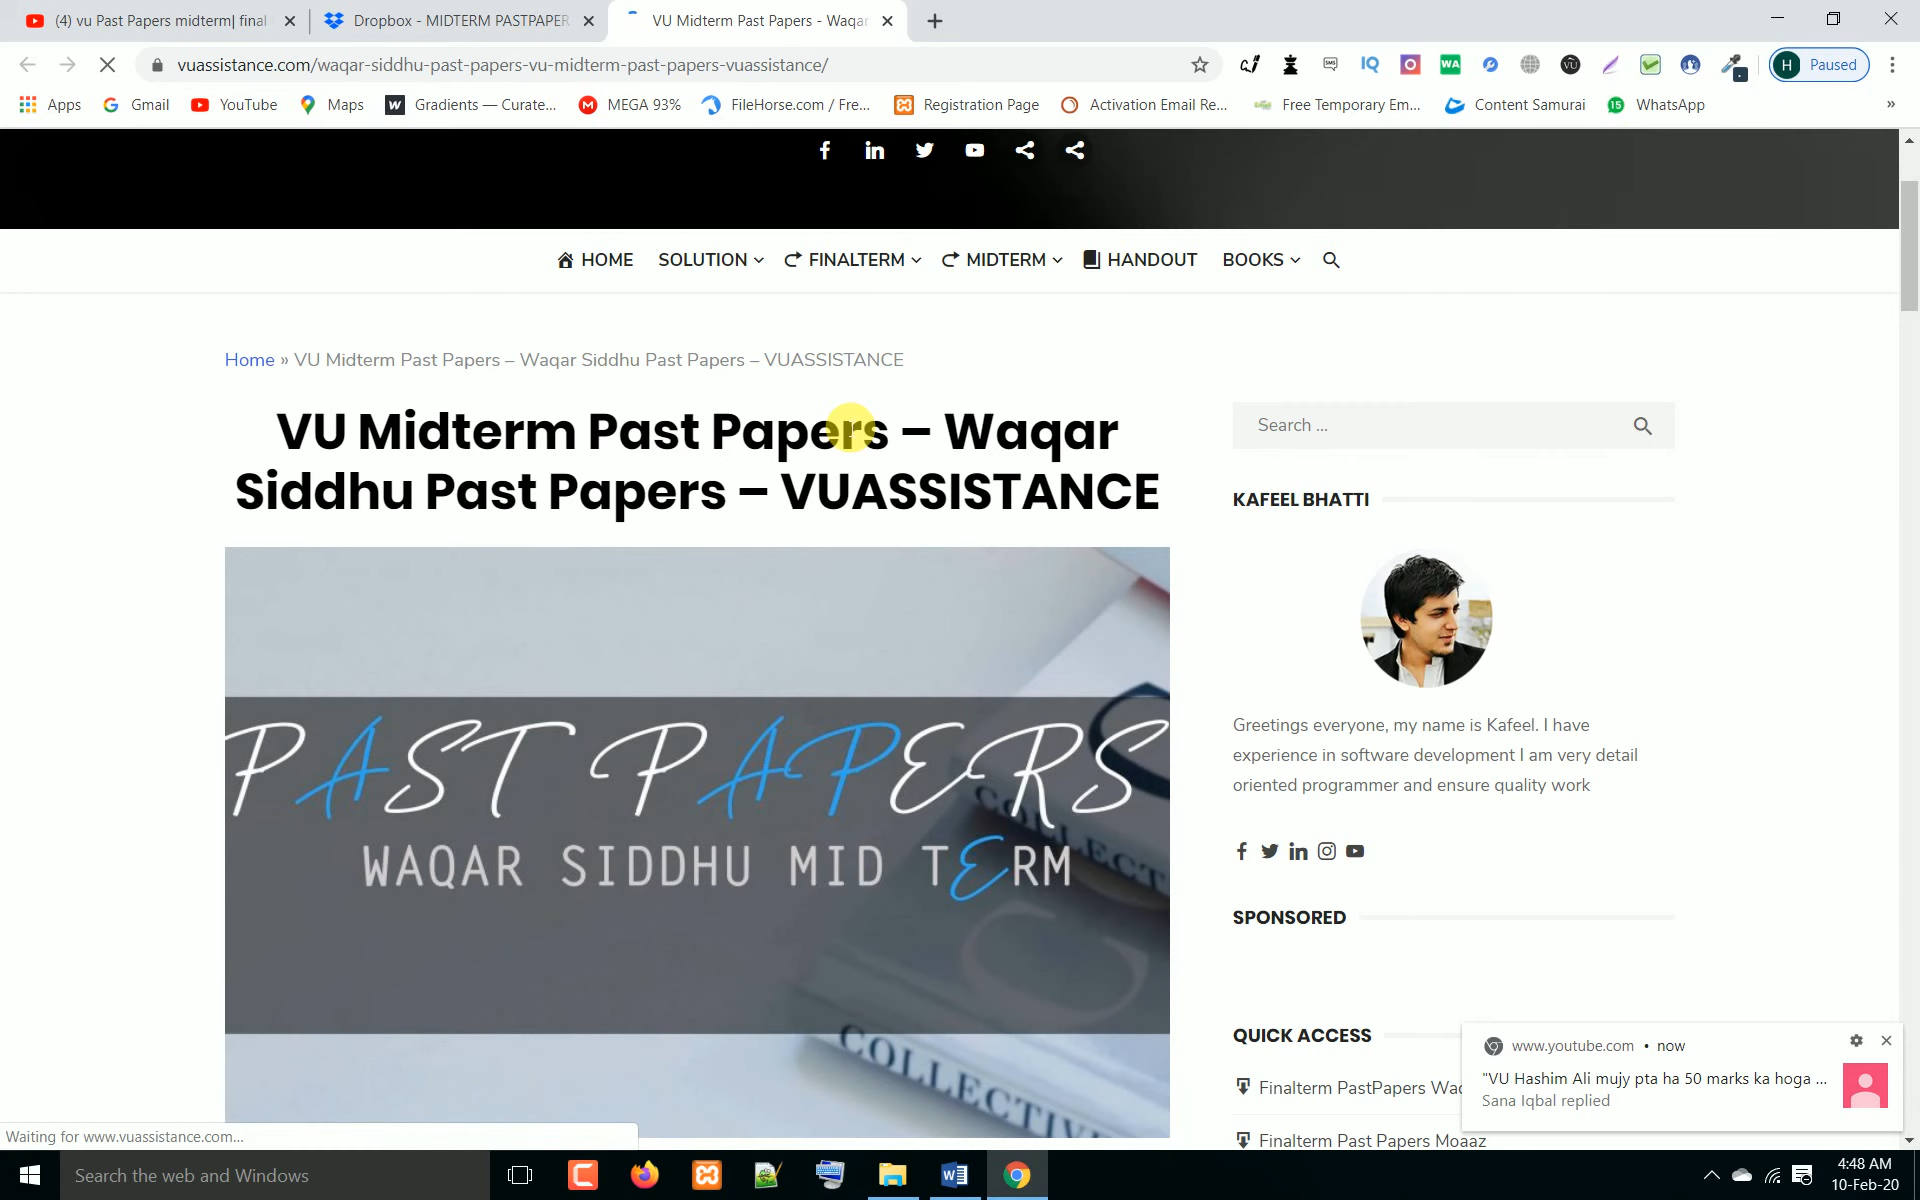 (4) vu Past Papers midterm| final
Dropbox - MIDTERM PASTPAPER
VU Midterm Past Papers - Waqar
vuassistance.com/waqar-siddhu-past-papers-vu-midterm-past-papers-vuassistance/
H Paused
Apps
Gmail
YouTube
Maps
Gradients — Curate...
MEGA 93%
FileHorse.com / Fre...
Registration Page
Activation Email Re...
Free Temporary Em...
Content Samurai
15 WhatsApp
HOME
SOLUTION
FINALTERM
MIDTERM
HANDOUT
BOOKS
Home » VU Midterm Past Papers – Waqar Siddhu Past Papers – VUASSISTANCE
VU Midterm Past Papers – Waqar
Siddhu Past Papers – VUASSISTANCE
PAST PAPERS
WAQAR SIDDHU MID TERM
COLLECT
COLLECTIVE
Search ...
KAFEEL BHATTI
Greetings everyone, my name is Kafeel. I have
experience in software development I am very detail
oriented programmer and ensure quality work
SPONSORED
QUICK ACCESS
Finalterm PastPapers Waq
Finalterm Past Papers Moaaz
www.youtube.com • now
"VU Hashim Ali mujy pta ha 50 marks ka hoga ...
Sana Iqbal replied
Waiting for www.vuassistance.com...
Search the web and Windows
4:48 AM
10-Feb-20